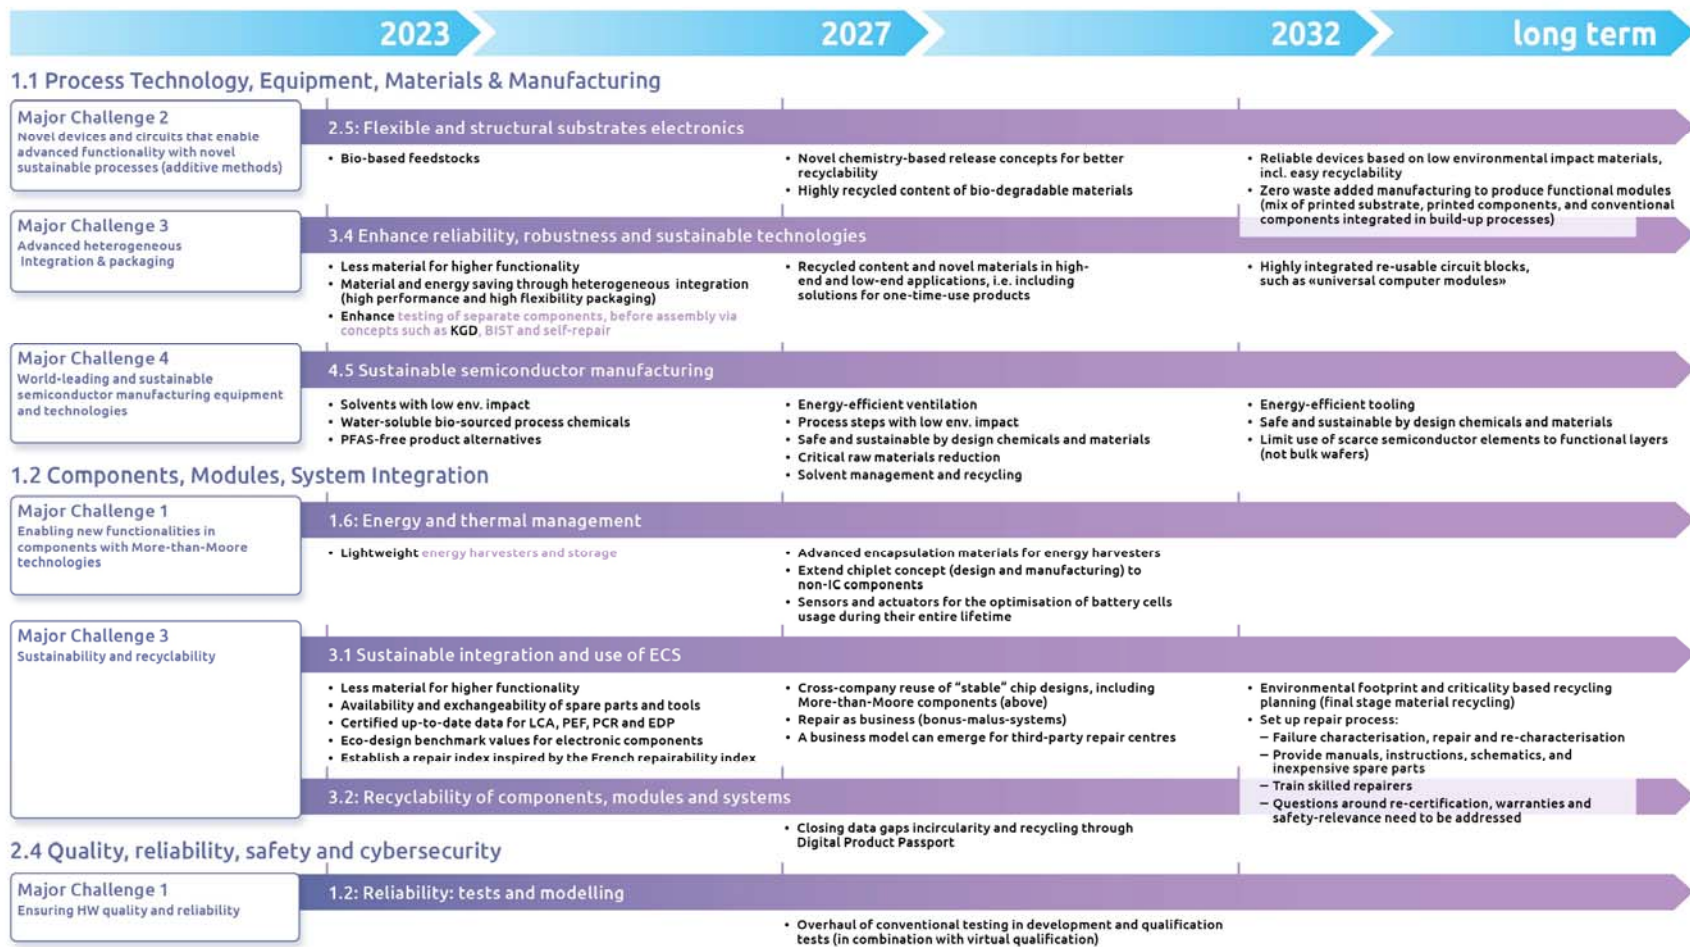 2023
2027
2032
long term
1.1 Process Technology, Equipment, Materials & Manufacturing
Major Challenge 2
Novel devices and circuits that enable
advanced functionality with novel
sustainable processes (additive methods)
2.5: Flexible and structural substrates electronics
• Bio-based feedstocks
• Novel chemistry-based release concepts for better
recyclability
• Highly recycled content of bio-degradable materials
• Reliable devices based on low environmental impact materials,
incl. easy recyclability
• Zero waste added manufacturing to produce functional modules
(mix of printed substrate, printed components, and conventional
components integrated in build-up processes)
Major Challenge 3
Advanced heterogeneous
Integration & packaging
3.4 Enhance reliability, robustness and sustainable technologies
• Less material for higher functionality
• Material and energy saving through heterogeneous integration
(high performance and high flexibility packaging)
• Enhance testing of separate components, before assembly via
concepts such as KGD, BIST and self-repair
• Recycled content and novel materials in high-
end and low-end applications, i.e. including
solutions for one-time-use products
• Highly integrated re-usable circuit blocks,
such as «universal computer modules»
Major Challenge 4
World-leading and sustainable
semiconductor manufacturing equipment
and technologies
4.5 Sustainable semiconductor manufacturing
• Solvents with low env. impact
• Water-soluble bio-sourced process chemicals
• PFAS-free product alternatives
• Energy-efficient ventilation
• Process steps with low env. impact
• Safe and sustainable by design chemicals and materials
• Critical raw materials reduction
• Solvent management and recycling
• Energy-efficient tooling
• Safe and sustainable by design chemicals and materials
• Limit use of scarce semiconductor elements to functional layers
(not bulk wafers)
1.2 Components, Modules, System Integration
Major Challenge 1
Enabling new functionalities in
components with More-than-Moore
technologies
1.6: Energy and thermal management
• Lightweight energy harvesters and storage
• Advanced encapsulation materials for energy harvesters
• Extend chiplet concept (design and manufacturing) to
non-IC components
• Sensors and actuators for the optimisation of battery cells
usage during their entire lifetime
Major Challenge 3
Sustainability and recyclability
3.1 Sustainable integration and use of ECS
• Less material for higher functionality
• Availability and exchangeability of spare parts and tools
• Certified up-to-date data for LCA, PEF, PCR and EDP
• Eco-design benchmark values for electronic components
• Establish a repair index inspired by the French repairability index
• Cross-company reuse of “stable” chip designs, including
More-than-Moore components (above)
• Repair as business (bonus-malus-systems)
• A business model can emerge for third-party repair centres
• Environmental footprint and criticality based recycling
planning (final stage material recycling)
• Set up repair process:
– Failure characterisation, repair and re-characterisation
– Provide manuals, instructions, schematics, and
inexpensive spare parts
– Train skilled repairers
– Questions around re-certification, warranties and
safety-relevance need to be addressed
3.2: Recyclability of components, modules and systems
• Closing data gaps incircularity and recycling through
Digital Product Passport
2.4 Quality, reliability, safety and cybersecurity
Major Challenge 1
Ensuring HW quality and reliability
1.2: Reliability: tests and modelling
• Overhaul of conventional testing in development and qualification
tests (in combination with virtual qualification)